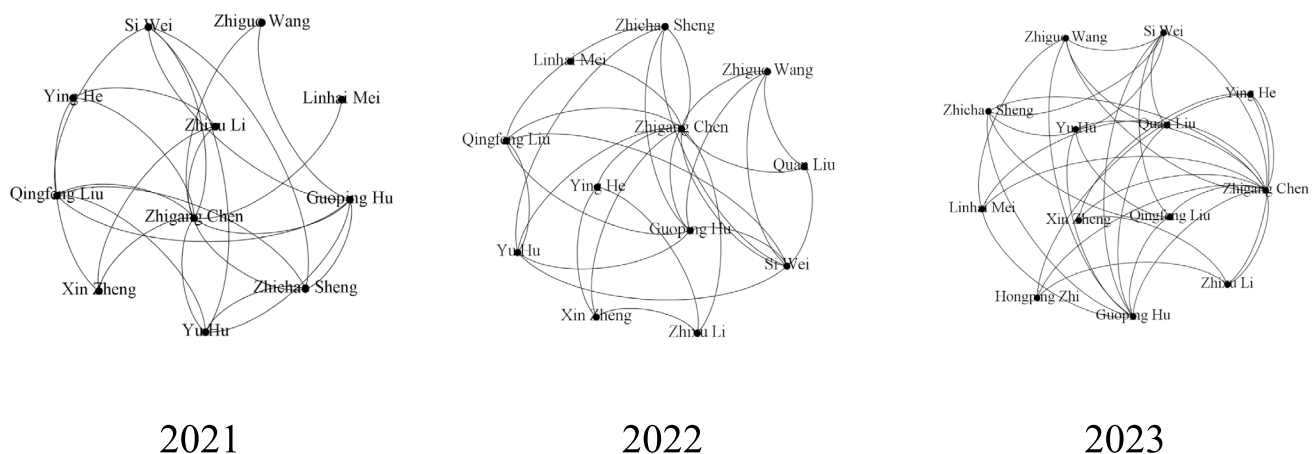 Si Wei
Zhiguo Wang
Ying He
Linhai Mei
Zhixu Li
Qingfeng Liu
Guoping Hu
Zhigang Chen
Xin Zheng
Zhichao Sheng
Yu Hu
2021
Zhichao Sheng
Linhai Mei
Zhiguo Wang
Zhigang Chen
Qingfeng Liu
Quan Liu
Ying He
Guoping Hu
Yu Hu
Si Wei
Xin Zheng
Zhixu Li
2022
Si Wei
Zhiguo Wang
Ying He
Zhichao Sheng
Yu Hu
Quan Liu
Zhigang Chen
Linhai Mei
Xin Zheng
Qingfeng Liu
Zhixu Li
Hongping Zhi
Guoping Hu
2023